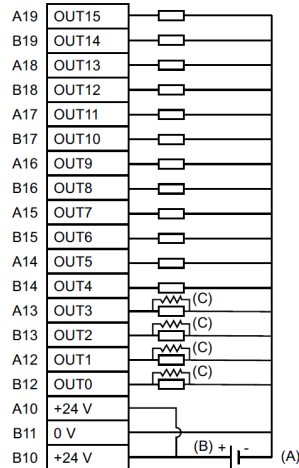 A19 OUT15
B19 OUT14
A18 OUT13
B18 OUT12
A17 OUT11
B17 OUT10
A16 OUT9
B16 OUT8
A15 OUT7
B15 OUT6
A14 OUT5
B14 OUT4
A13 OUT3 (C)
B13 OUT2 (C)
A12 OUT1 (C)
B12 OUT0 (C)
A10 +24 V
B11 0 V
B10 +24 V (B) + - (A)